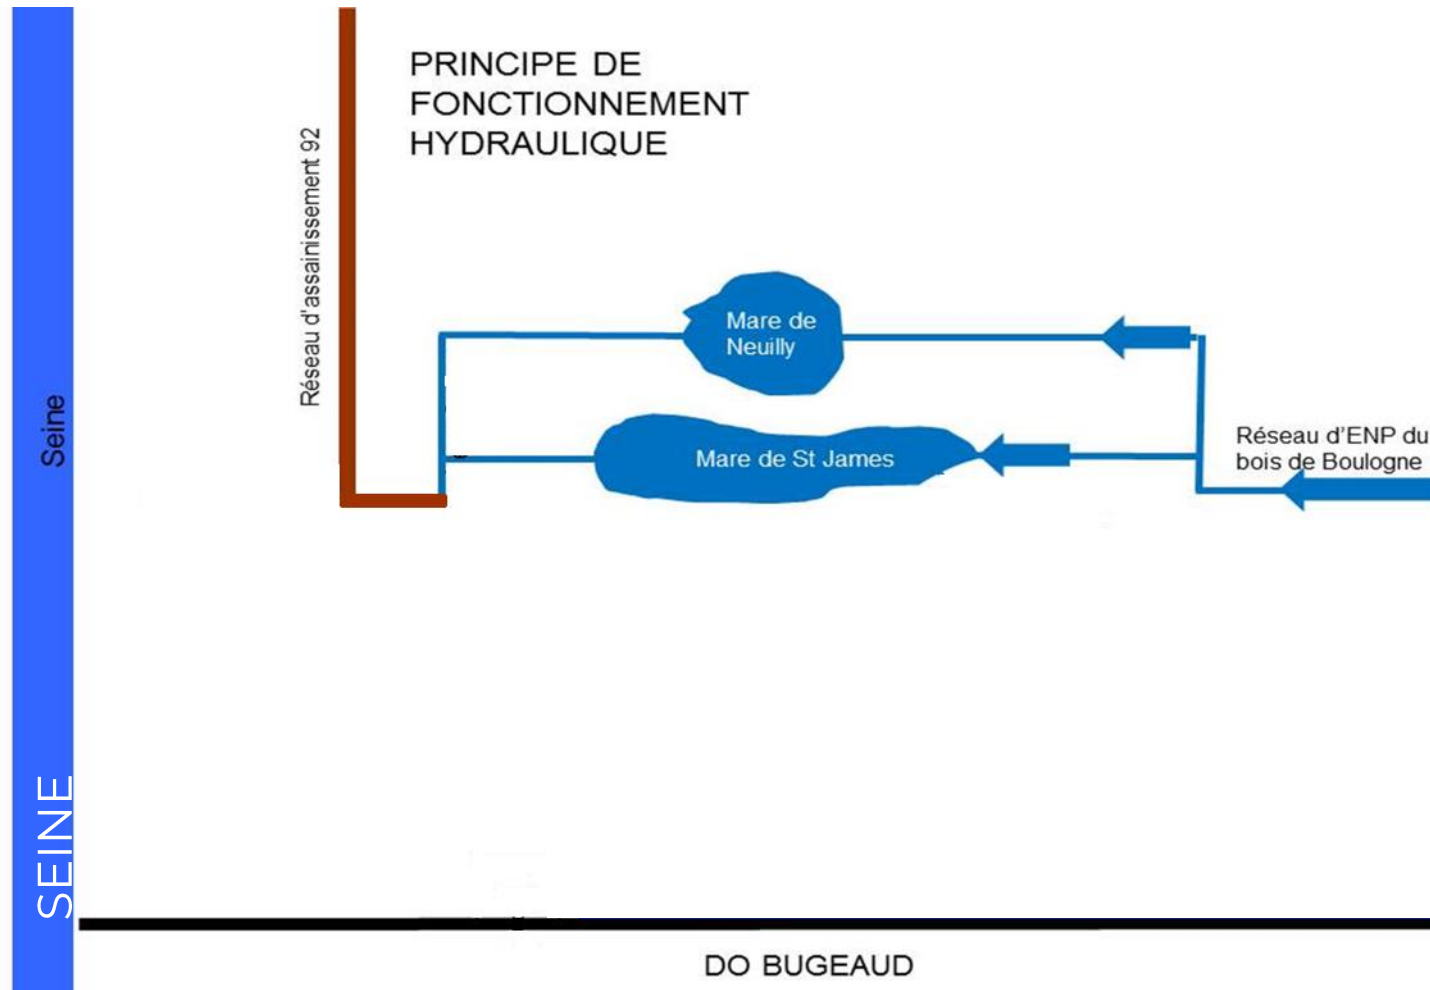 PRINCIPE DE
FONCTIONNEMENT
HYDRAULIQUE
Réseau d'assainissement 92
Mare de
Neuilly
Seine
Mare de St James
Réseau d’ENP du
bois de Boulogne
SEINE
DO BUGEAUD